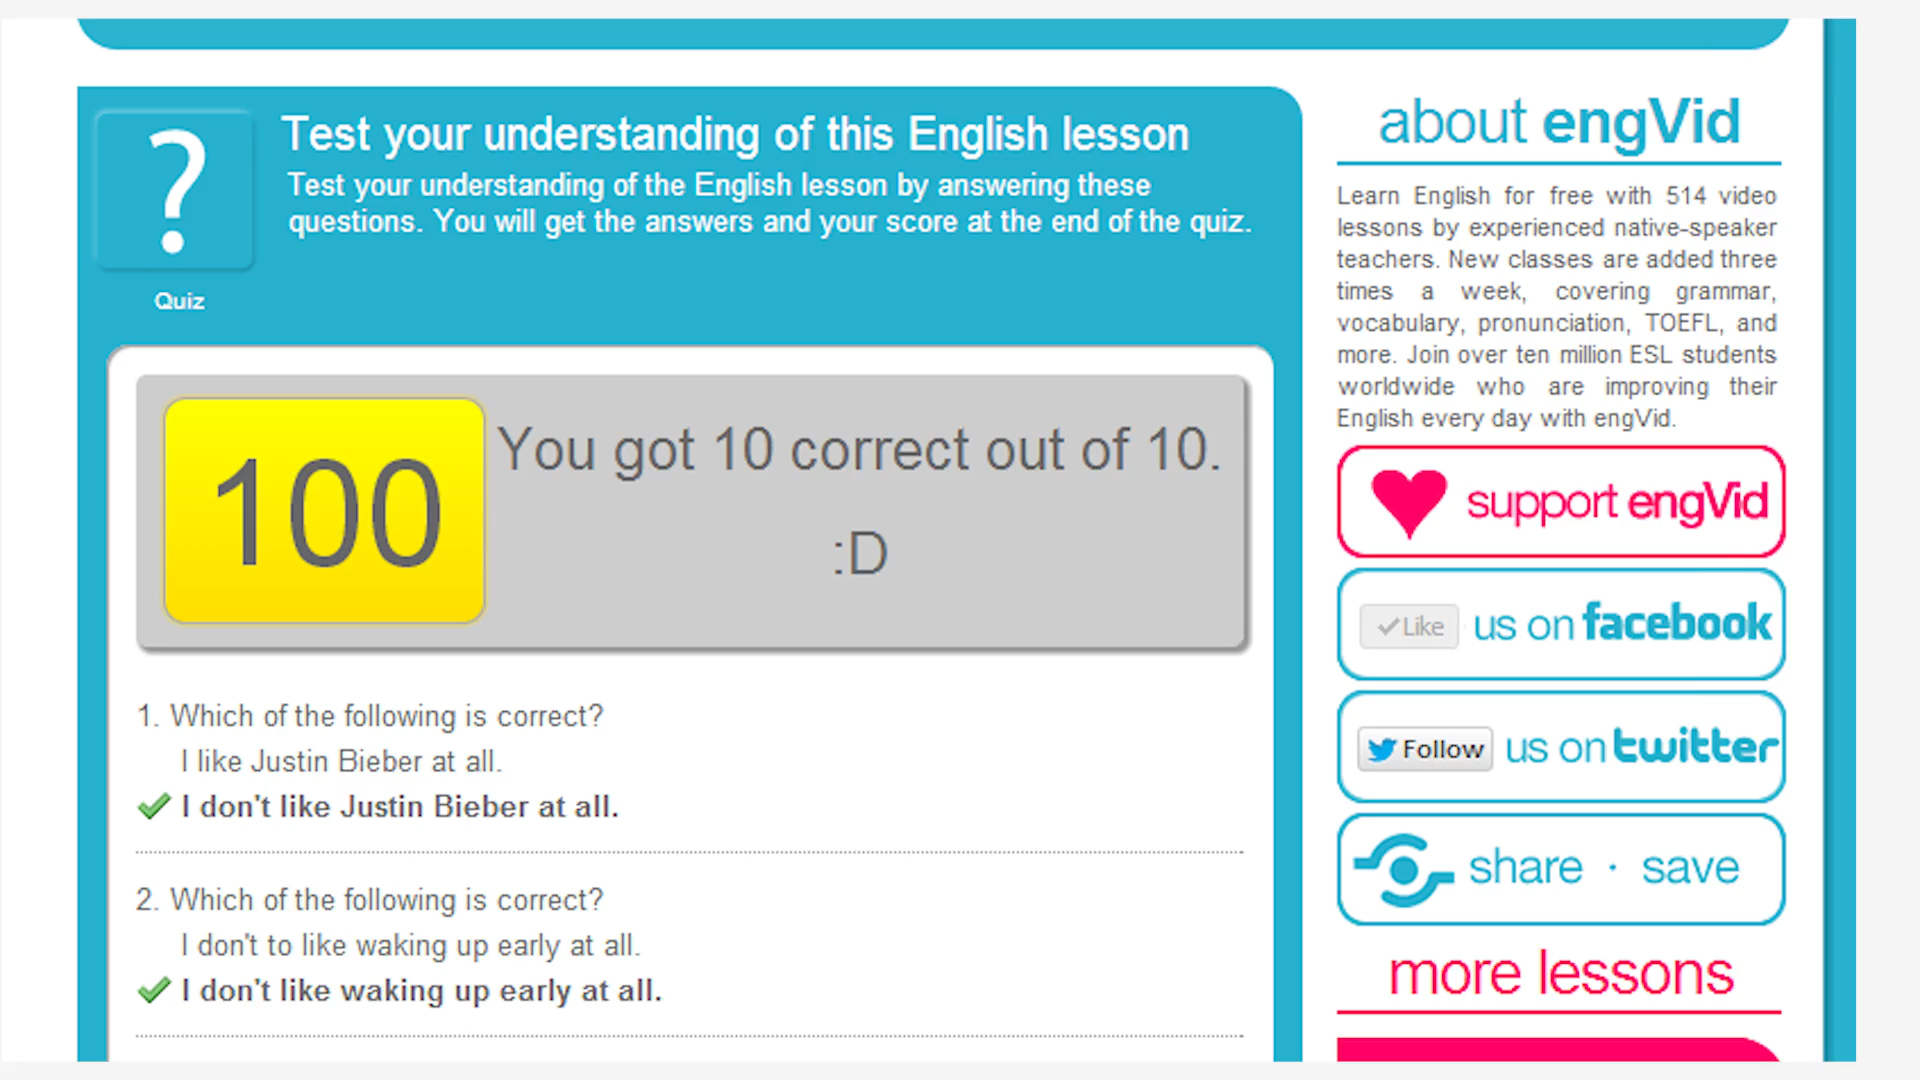 ?
Quiz
Test your understanding of this English lesson
Test your understanding of the English lesson by answering these
questions. You will get the answers and your score at the end of the quiz.
100
You got 10 correct out of 10.
:D
1. Which of the following is correct?
I like Justin Bieber at all.
I don't like Justin Bieber at all.
2. Which of the following is correct?
I don't to like waking up early at all.
I don't like waking up early at all.
about engVid
Learn English for free with 514 video
lessons by experienced native-speaker
teachers. New classes are added three
times a week, covering grammar,
vocabulary, pronunciation, TOEFL, and
more. Join over ten million ESL students
worldwide who are improving their
English every day with engVid.
support engVid
Like us on facebook
Follow us on twitter
share · save
more lessons